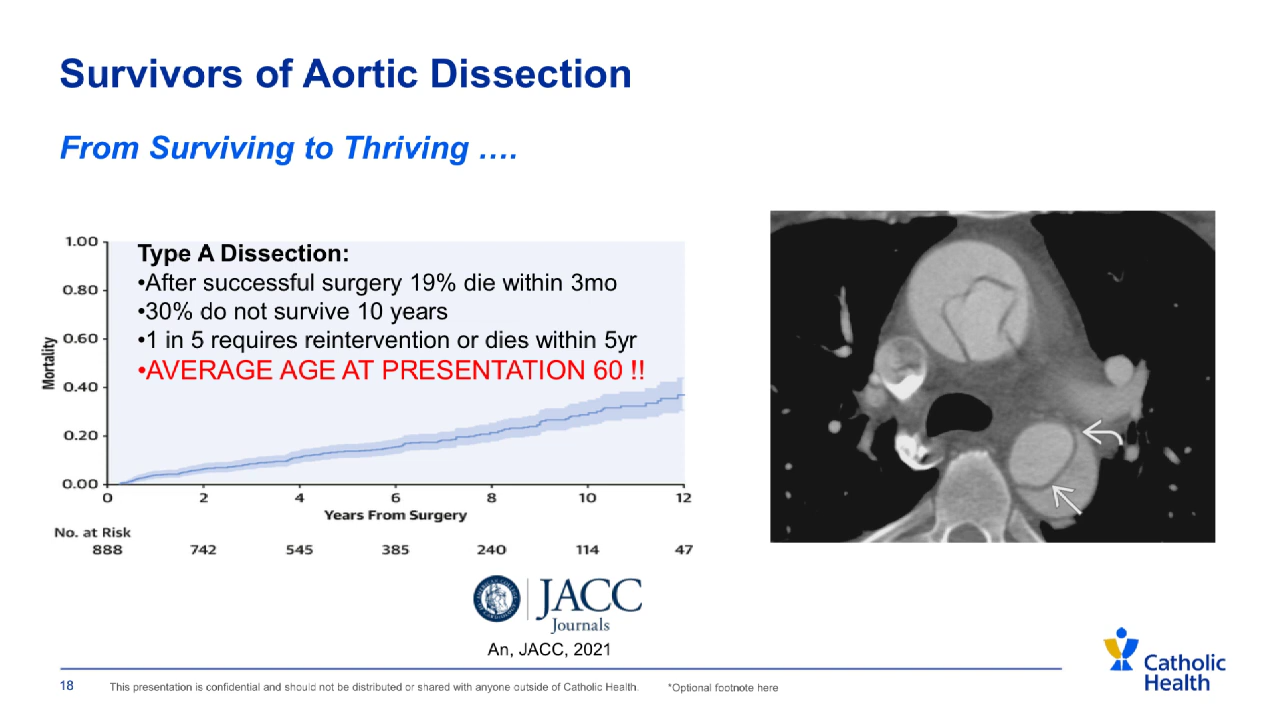 Survivors of Aortic Dissection
From Surviving to Thriving ....
Type A Dissection:
•After successful surgery 19% die within 3mo
•30% do not survive 10 years
•1 in 5 requires reintervention or dies within 5yr
•AVERAGE AGE AT PRESENTATION 60 !!
Mortality
1.00
0.80
0.60
0.40
0.20
0.00
0 2 4 6 8 10 12
Years From Surgery
No. at Risk
888 742 545 385 240 114 47
JACC
Journals
An, JACC, 2021
Catholic
Health
18 This presentation is confidential and should not be distributed or shared with anyone outside of Catholic Health. *Optional footnote here